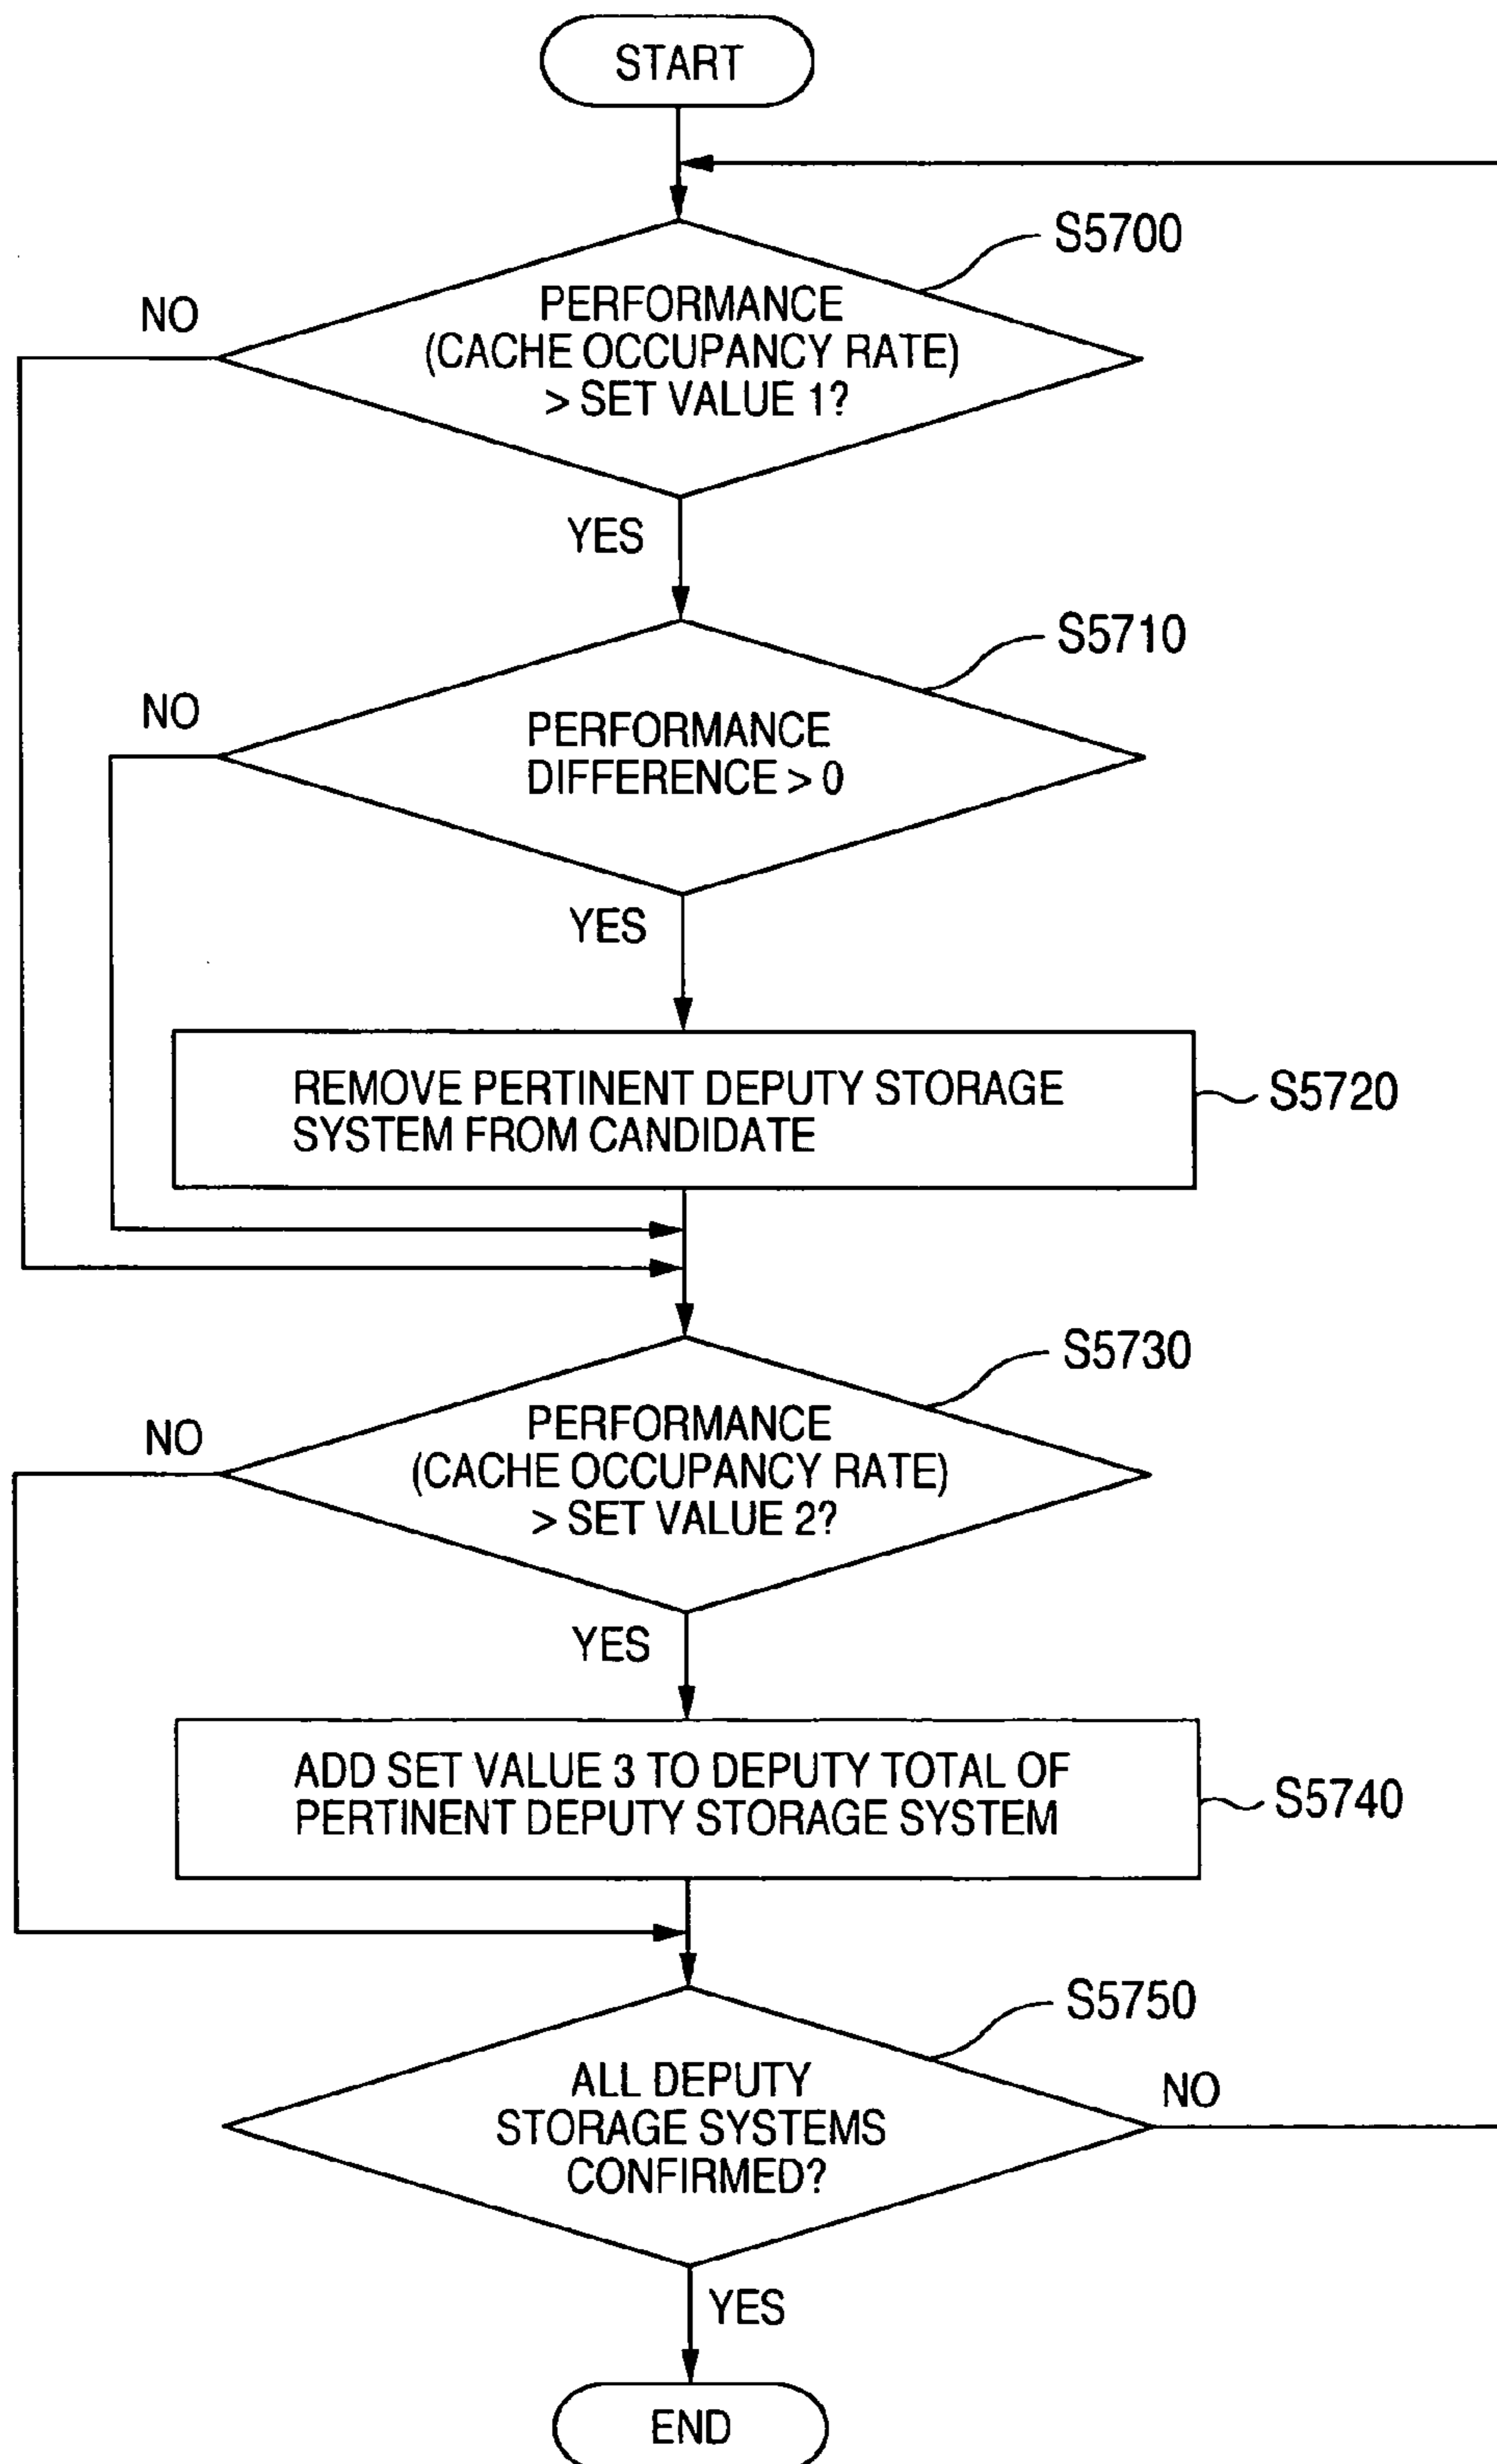 START
S5700
NO
PERFORMANCE
(CACHE OCCUPANCY RATE)
> SET VALUE 1?
YES
S5710
NO
PERFORMANCE
DIFFERENCE > 0
YES
REMOVE PERTINENT DEPUTY STORAGE
SYSTEM FROM CANDIDATE
S5720
S5730
NO
PERFORMANCE
(CACHE OCCUPANCY RATE)
> SET VALUE 2?
YES
ADD SET VALUE 3 TO DEPUTY TOTAL OF
PERTINENT DEPUTY STORAGE SYSTEM
S5740
S5750
ALL DEPUTY
STORAGE SYSTEMS
CONFIRMED?
NO
YES
END